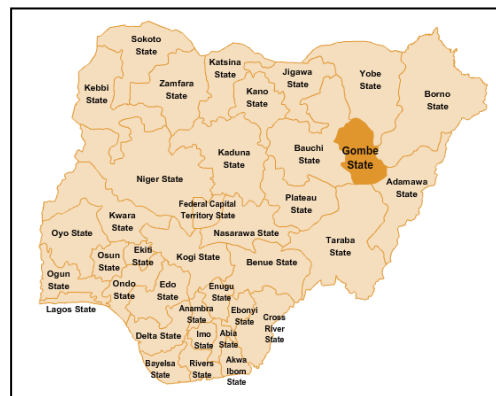 Sokoto
State
Katsina
State
Jigawa
State
Yobe
State
Kebbi
State
Zamfara
State
Kano
State
Borno
State
Gombe
State
Bauchi
State
Kaduna
State
Niger State
Adamawa
State
Plateau
State
Federal Capital
Territory State
Kwara
State
Nasarawa State
Oyo State
Taraba
State
Osun
State
Ekiti
State
Kogi State
Benue State
Ogun
State
Ondo
State
Edo
State
Enugu
State
Lagos State
Anambra
State
Ebonyi
State
Cross
River
State
Delta State
Imo
State
Abia
State
Bayelsa
State
Rivers
State
Akwa
Ibom
State